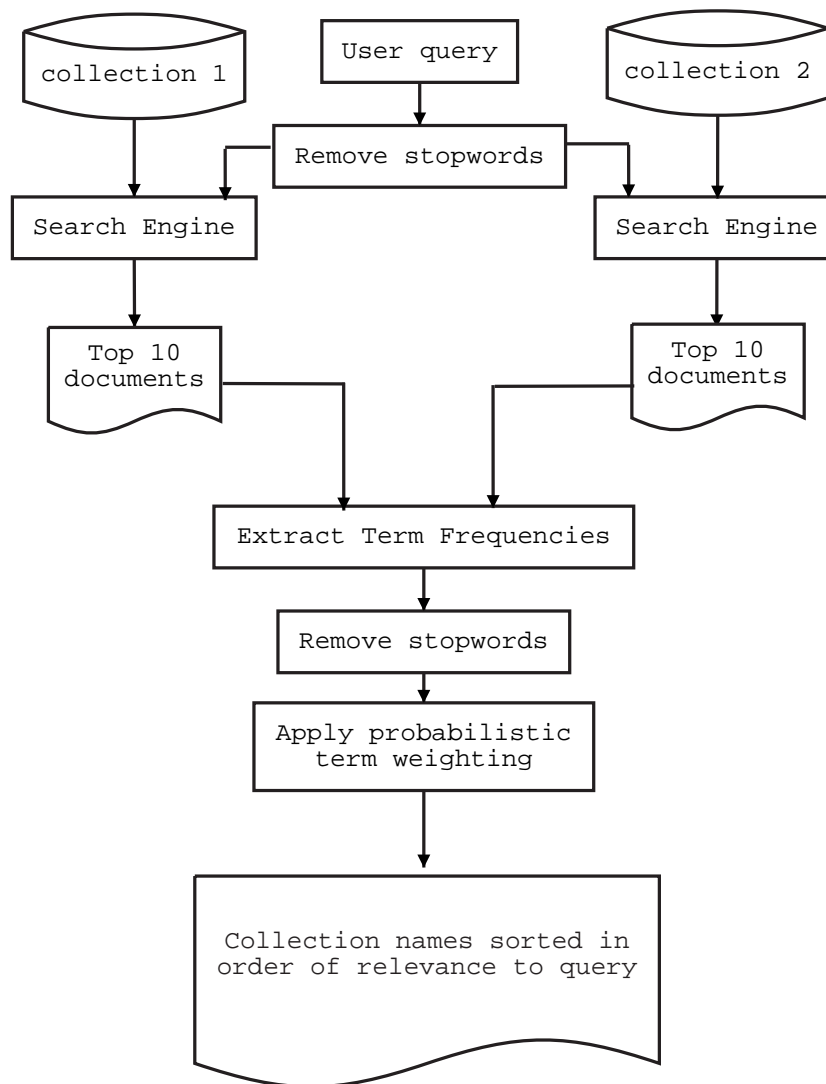 collection 1
User query
collection 2
Remove stopwords
Search Engine
Search Engine
Top 10
documents
Top 10
documents
Extract Term Frequencies
Remove stopwords
Apply probabilistic
term weighting
Collection names sorted in
order of relevance to query